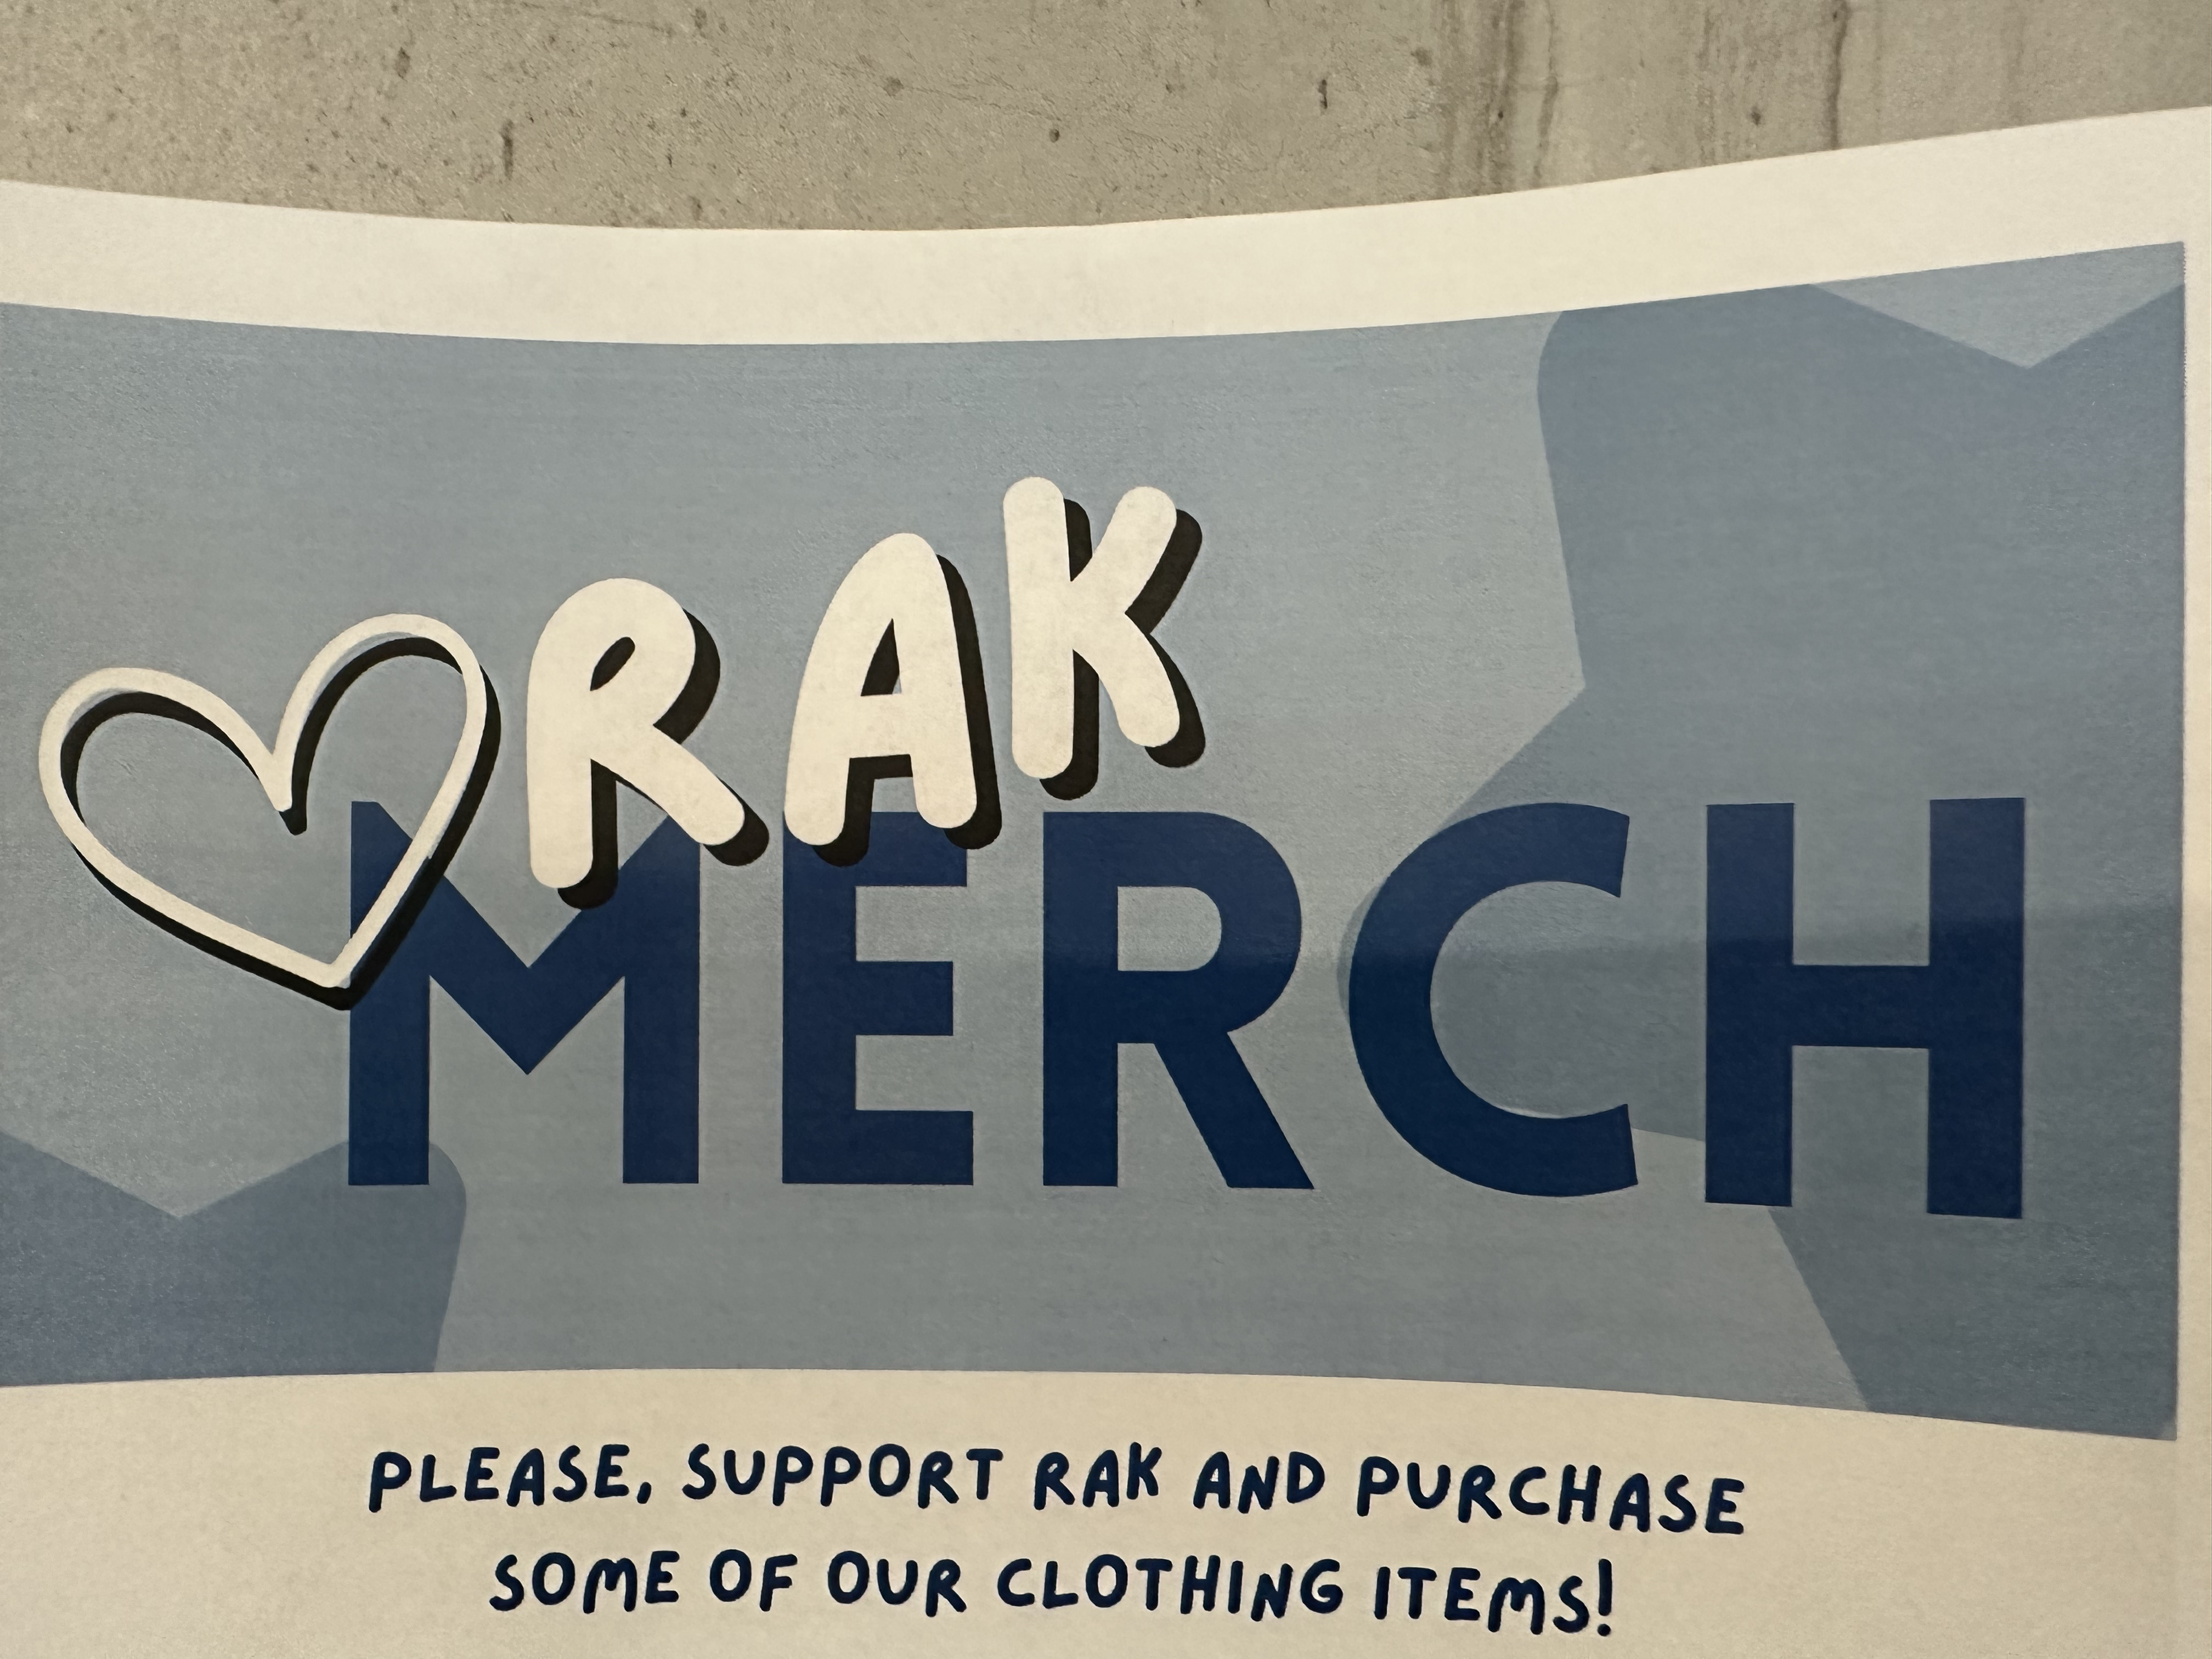 RAK
MERCH
PLEASE, SUPPORT RAK AND PURCHASE
SOME OF OUR CLOTHING ITEMS!